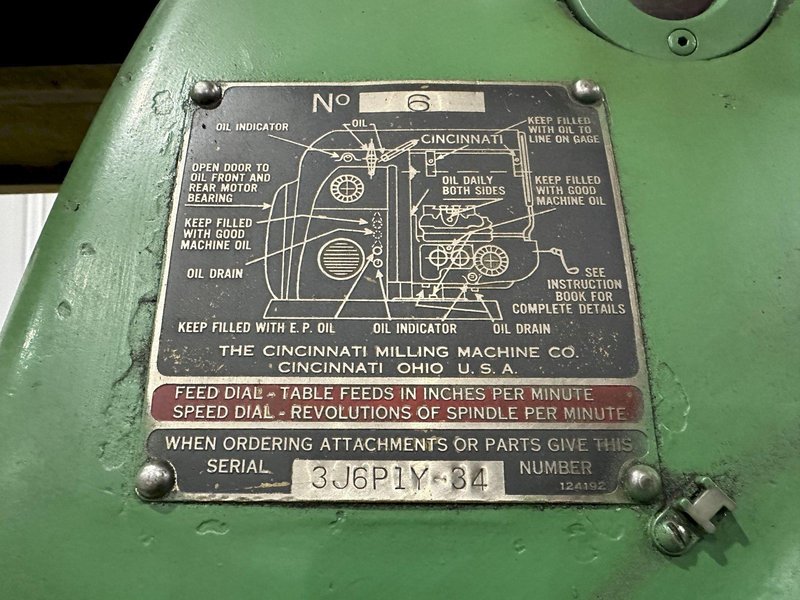 No 6
OIL INDICATOR
OIL
CINCINNATI
KEEP FILLED
WITH OIL TO
LINE ON GAGE
OPEN DOOR TO
OIL FRONT AND
REAR MOTOR
BEARING
OIL DAILY
BOTH SIDES
KEEP FILLED
WITH GOOD
MACHINE OIL
KEEP FILLED
WITH GOOD
MACHINE OIL
OIL DRAIN
SEE
INSTRUCTION
BOOK FOR
COMPLETE DETAILS
KEEP FILLED WITH E.P. OIL
OIL INDICATOR
OIL DRAIN
THE CINCINNATI MILLING MACHINE CO.
CINCINNATI OHIO U.S.A.
FEED DIAL - TABLE FEEDS IN INCHES PER MINUTE
SPEED DIAL - REVOLUTIONS OF SPINDLE PER MINUTE
WHEN ORDERING ATTACHMENTS OR PARTS GIVE THIS
SERIAL 3J6P1Y-34 NUMBER
124192